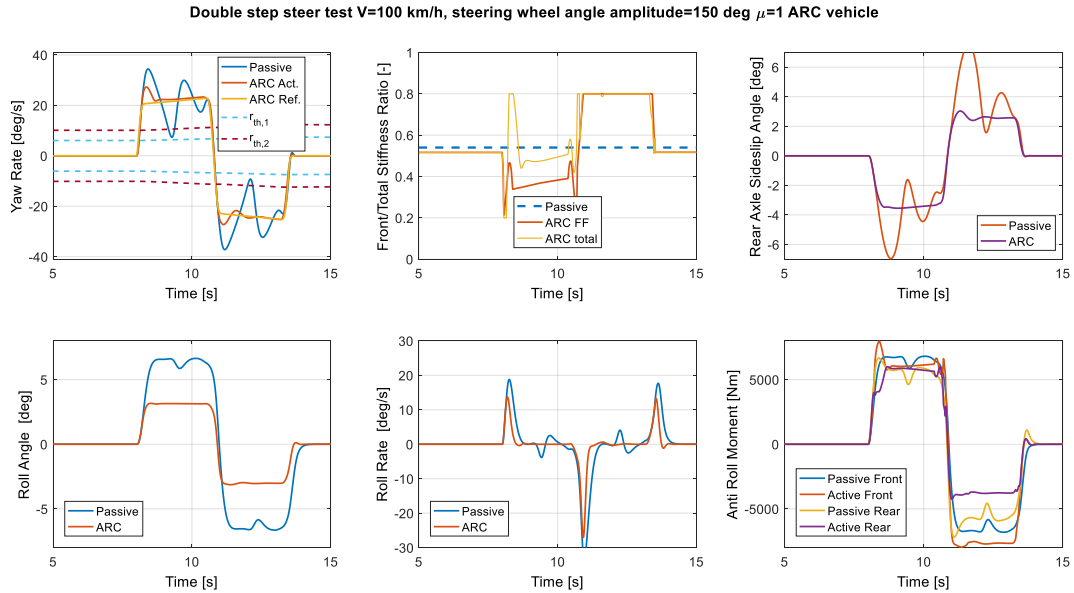 Double step steer test V=100 km/h, steering wheel angle amplitude=150 deg μ=1 ARC vehicle
Yaw Rate [deg/s]
40
20
0
-20
-40
5
10
15
Time [s]
Passive
ARC Act.
ARC Ref.
r_th,1
r_th,2
Front/Total Stiffness Ratio [-]
1
0.8
0.6
0.4
0.2
0
5
10
15
Time [s]
Passive
ARC FF
ARC total
Rear Axle Sideslip Angle [deg]
6
4
2
0
-2
-4
-6
5
10
15
Time [s]
Passive
ARC
Roll Angle [deg]
5
0
-5
5
10
15
Time [s]
Passive
ARC
Roll Rate [deg/s]
30
20
10
0
-10
-20
-30
5
10
15
Time [s]
Passive
ARC
Anti Roll Moment [Nm]
5000
0
-5000
5
10
15
Time [s]
Passive Front
Active Front
Passive Rear
Active Rear